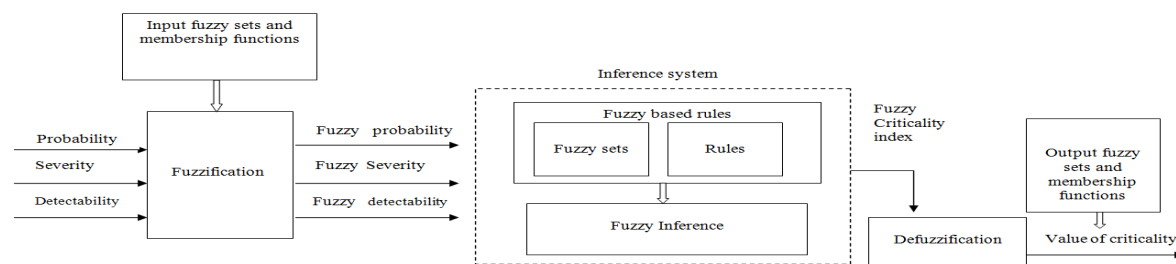 Input fuzzy sets and
membership functions
Probability
Severity
Detectability
Fuzzification
Fuzzy probability
Fuzzy Severity
Fuzzy detectability
Inference system
Fuzzy based rules
Fuzzy sets
Rules
Fuzzy Inference
Fuzzy
Criticality
index
Defuzzification
Output fuzzy
sets and
membership
functions
Value of criticality